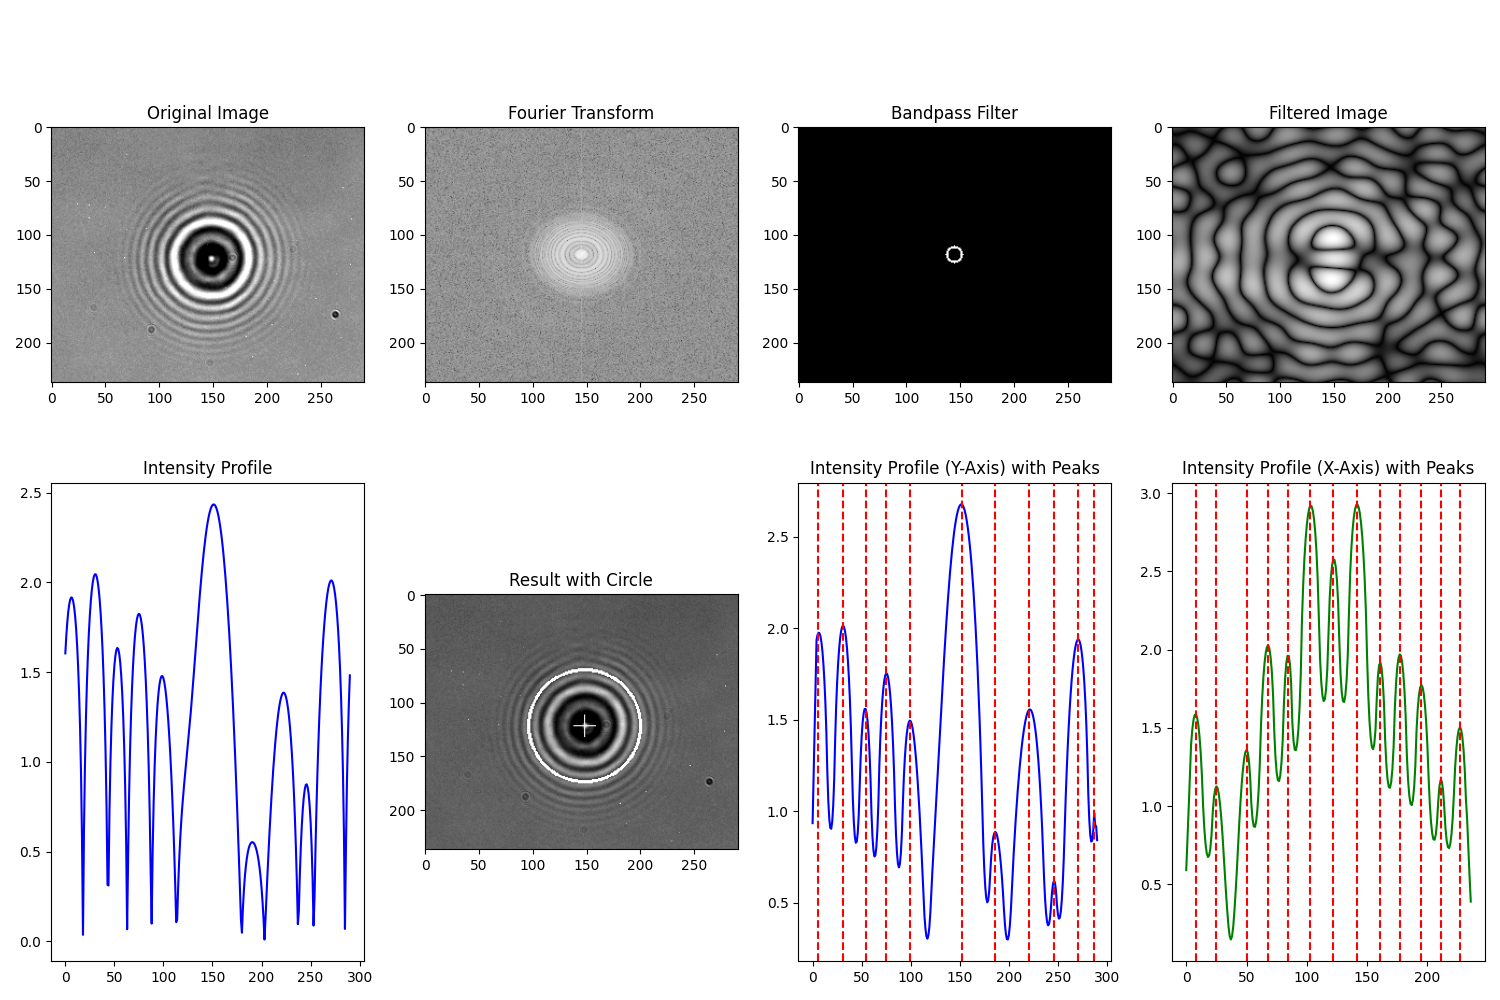 Original Image
Fourier Transform
Bandpass Filter
Filtered Image
0
50
100
150
200
0 50 100 150 200 250
0
50
100
150
200
0 50 100 150 200 250
0
50
100
150
200
0 50 100 150 200 250
0
50
100
150
200
0 50 100 150 200 250
Intensity Profile
2.5
2.0
1.5
1.0
0.5
0.0
0 50 100 150 200 250 300
Result with Circle
0
50
100
150
200
0 50 100 150 200 250
Intensity Profile (Y-Axis) with Peaks
2.5
2.0
1.5
1.0
0.5
0 50 100 150 200 250 300
Intensity Profile (X-Axis) with Peaks
3.0
2.5
2.0
1.5
1.0
0.5
0 50 100 150 200